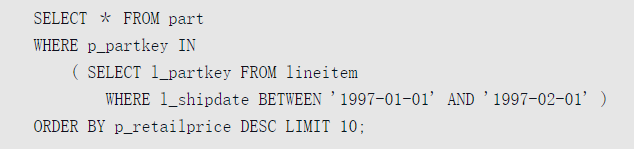 SELECT * FROM part
WHERE p_partkey IN
( SELECT l_partkey FROM lineitem
WHERE l_shipdate BETWEEN '1997-01-01' AND '1997-02-01' )
ORDER BY p_retailprice DESC LIMIT 10;